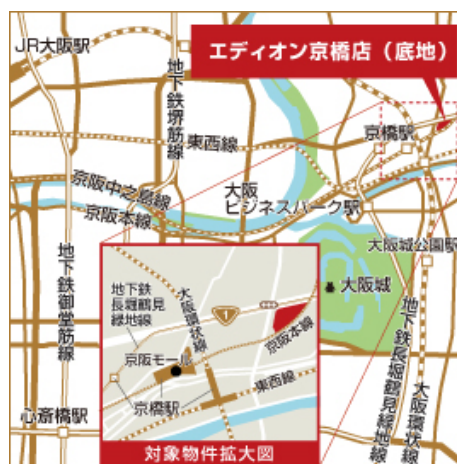 JR大阪駅
エディオン京橋店(底地)
地下鉄堺筋線
東西線
京橋駅
京阪中之島線
京阪本線
大阪
ビジネスパーク駅
大阪城公園駅
大阪城
地下鉄御堂筋線
心斎橋駅
地下鉄長堀鶴見緑地線
大阪環状線
地下鉄
長堀鶴見
緑地線
大阪環状線
1
京阪本線
京阪モール
京橋駅
東西線
対象物件拡大図